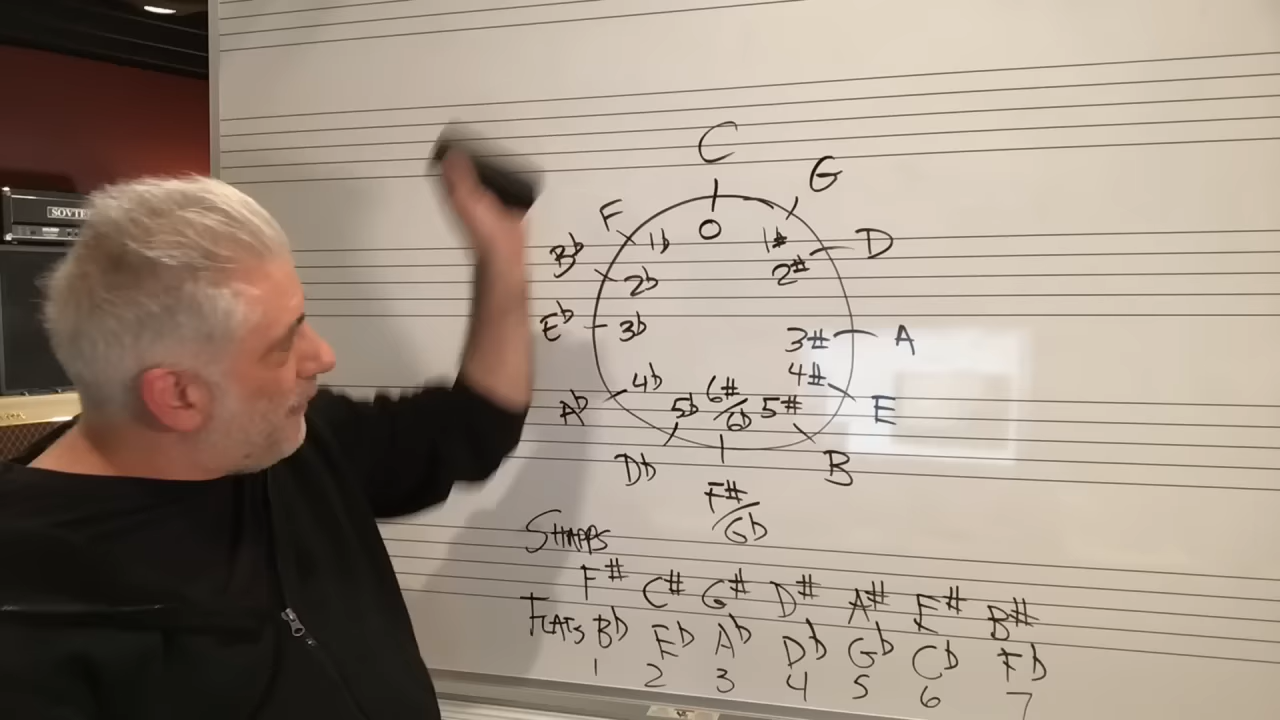 SOVTE
C
G
F 1b 0 1# D
Bb 2b 2#
Eb 3b 3# A
4b 4#
Ab 5b 6#/6b 5# E
Db B
F#/Gb
SHARPS
F# C# G# D# A# E# B#
FLATS Bb Eb Ab Db Gb Cb Fb
1 2 3 4 5 6 7